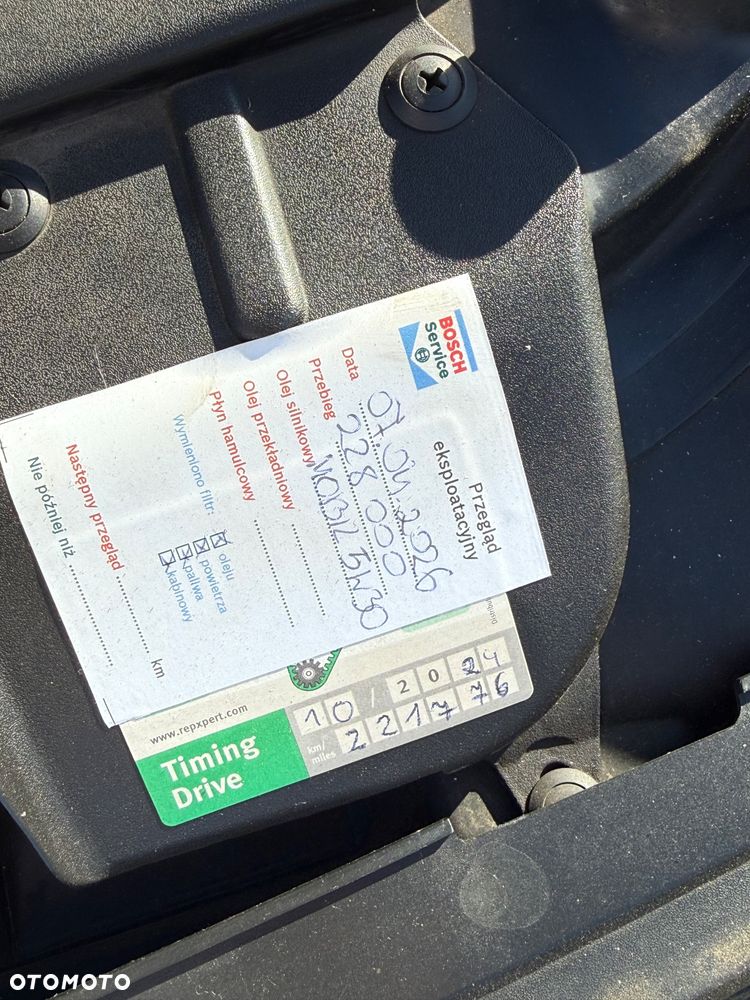 BOSCH
Service
Przegląd
eksploatacyjny
Data 07.04.2026
Przebieg 228 000
Olej silnikowy MOBIL 5W30
Olej przekładniowy
Płyn hamulcowy
Wymieniono filtr:
oleju
powietrza
paliwa
kabinowy
Następny przegląd km
Nie później niż
www.repxpert.com
Timing
Drive
10 / 2024
km/
miles 221776
OTOMOTO